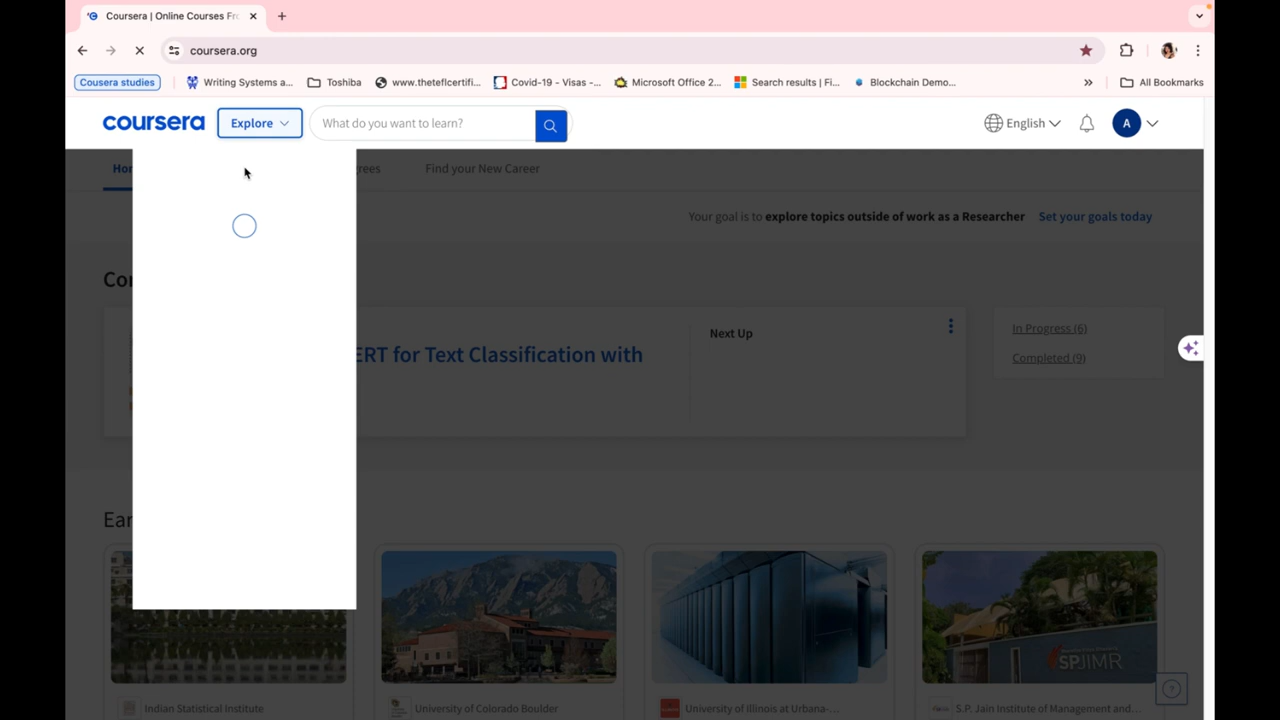 Coursera | Online Courses Fr
coursera.org
Cousera studies
Writing Systems a...
Toshiba
www.theteflcertifi...
Covid-19 - Visas -...
Microsoft Office 2...
Search results | Fi...
Blockchain Demo...
»
All Bookmarks
coursera
Explore
What do you want to learn?
English
A
Hor
rees
Find your New Career
Your goal is to explore topics outside of work as a Researcher
Set your goals today
Cor
ERT for Text Classification with
Next Up
In Progress (6)
Completed (9)
Ear
SPJIMR
Indian Statistical Institute
University of Colorado Boulder
University of Illinois at Urbana-...
S.P. Jain Institute of Management and...